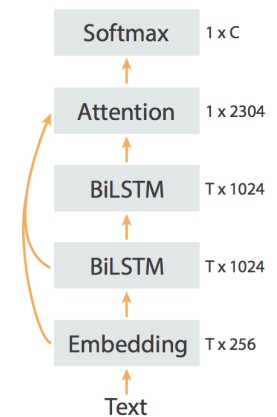 Softmax 1 x C
Attention 1 x 2304
BiLSTM T x 1024
BiLSTM T x 1024
Embedding T x 256
Text